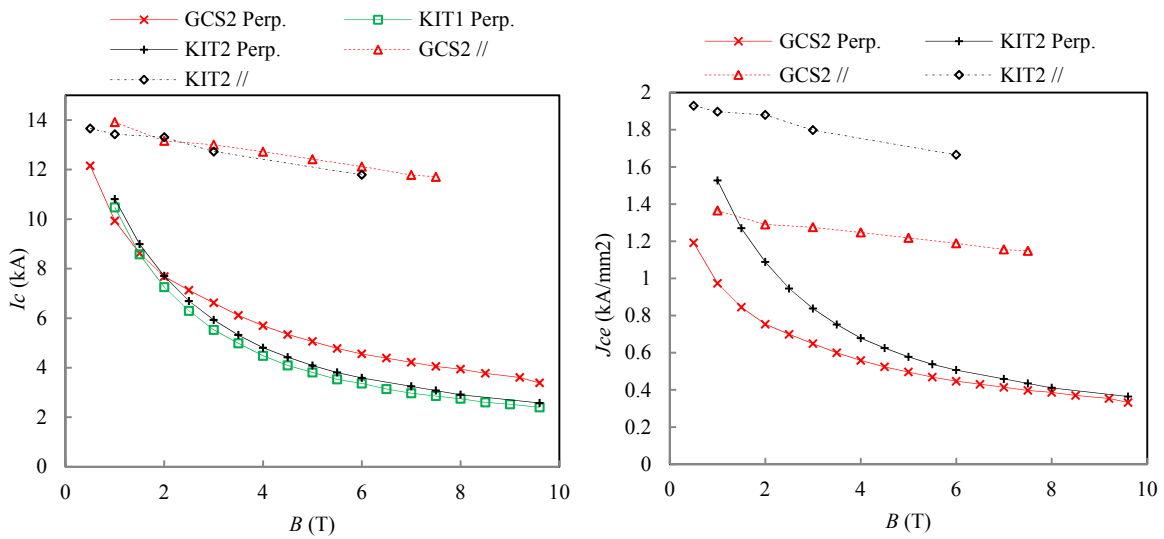 GCS2 Perp.
KIT1 Perp.
KIT2 Perp.
GCS2 //
KIT2 //
14
12
10
8
6
4
2
0
Ic (kA)
0 2 4 6 8 10
B (T)
GCS2 Perp.
KIT2 Perp.
GCS2 //
KIT2 //
2
1.8
1.6
1.4
1.2
1
0.8
0.6
0.4
0.2
0
Jce (kA/mm2)
0 2 4 6 8 10
B (T)